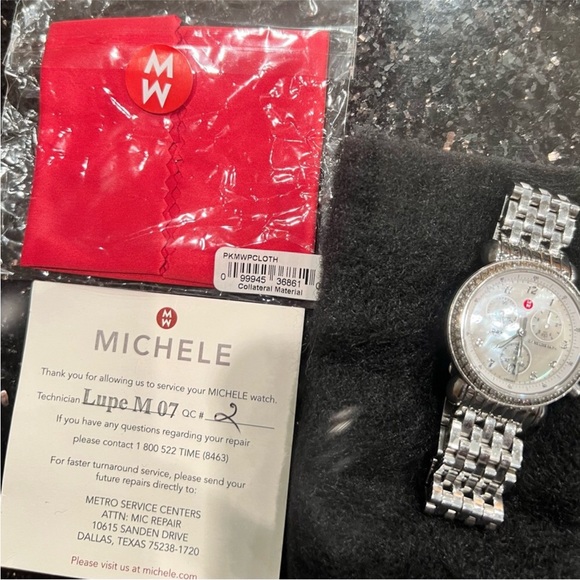 MW
PKMWPCLOTH
0 99945 36861 0
Collateral Material
MW
MICHELE
Thank you for allowing us to service your MICHELE watch.
Technician Lupe M 07 QC # 2
If you have any questions regarding your repair
please contact 1 800 522 TIME (8463)
For faster turnaround service, please send your
future repairs directly to:
METRO SERVICE CENTERS
ATTN: MIC REPAIR
10615 SANDEN DRIVE
DALLAS, TEXAS 75238-1720
Please visit us at michele.com